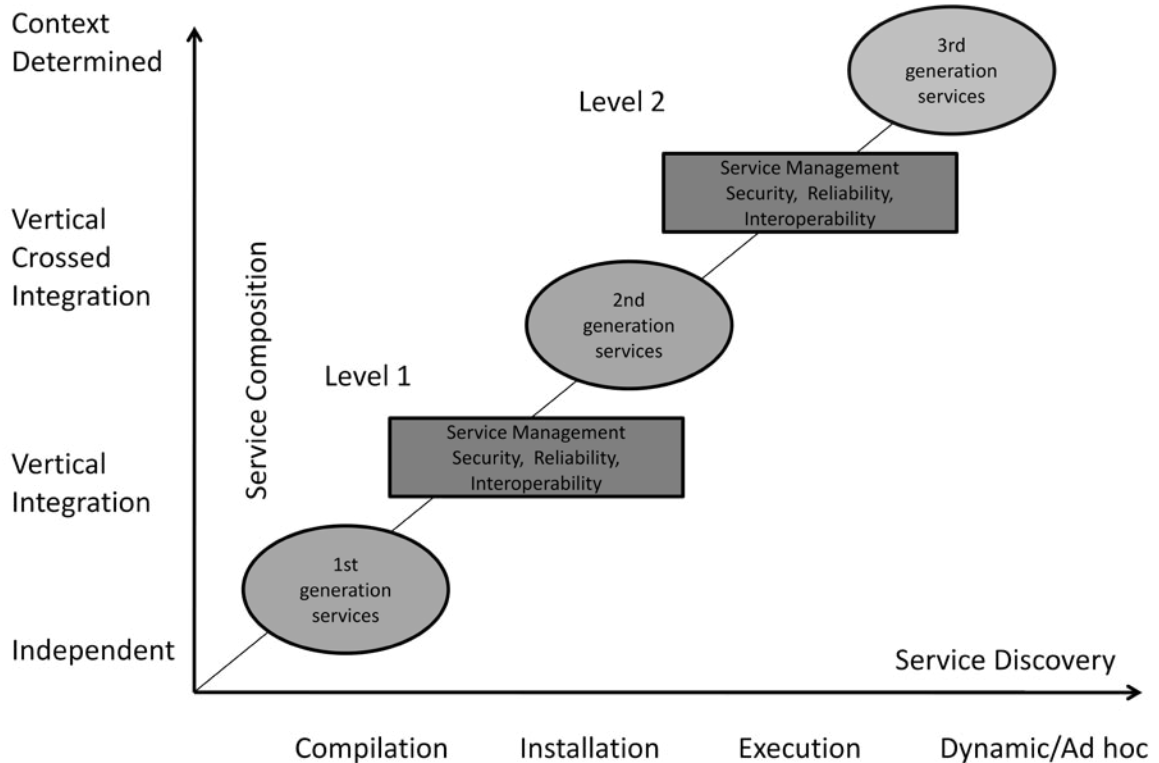 Context
Determined
3rd
generation
services
Level 2
Service Management
Security, Reliability,
Interoperability
Vertical
Crossed
Integration
Service Composition
2nd
generation
services
Level 1
Service Management
Security, Reliability,
Interoperability
Vertical
Integration
1st
generation
services
Independent
Service Discovery
Compilation
Installation
Execution
Dynamic/Ad hoc